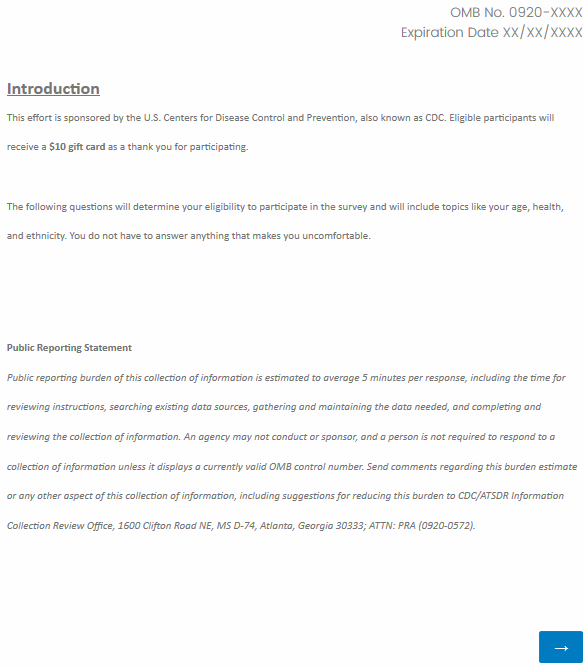 OMB No. 0920-XXXX
Expiration Date XX/XX/XXXX
Introduction
This effort is sponsored by the U.S. Centers for Disease Control and Prevention, also known as CDC. Eligible participants will
receive a $10 gift card as a thank you for participating.
The following questions will determine your eligibility to participate in the survey and will include topics like your age, health,
and ethnicity. You do not have to answer anything that makes you uncomfortable.
Public Reporting Statement
Public reporting burden of this collection of information is estimated to average 5 minutes per response, including the time for
reviewing instructions, searching existing data sources, gathering and maintaining the data needed, and completing and
reviewing the collection of information. An agency may not conduct or sponsor, and a person is not required to respond to a
collection of information unless it displays a currently valid OMB control number. Send comments regarding this burden estimate
or any other aspect of this collection of information, including suggestions for reducing this burden to CDC/ATSDR Information
Collection Review Office, 1600 Clifton Road NE, MS D-74, Atlanta, Georgia 30333; ATTN: PRA (0920-0572).
→